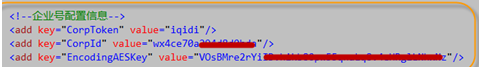 <!--企业号配置信息-->
<add key="CorpToken" value="iqidi"/>
<add key="CorpId" value="wx4ce70a
<add key="EncodingAESKey" value="VOsBMre2rYi z"/>